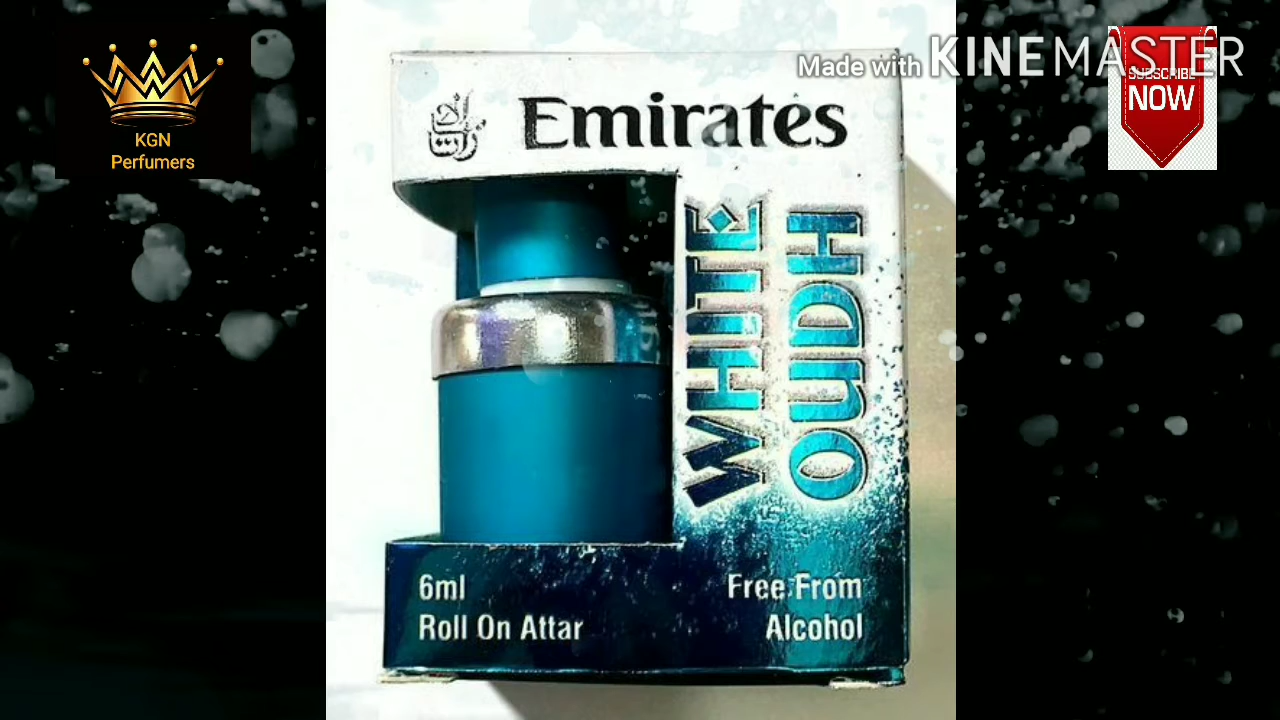 KGN
Perfumers
Made with KINEMASTER
SUBSCRIBE
NOW
Emirates
WHITE
OUDH
6ml
Roll On Attar
Free From
Alcohol